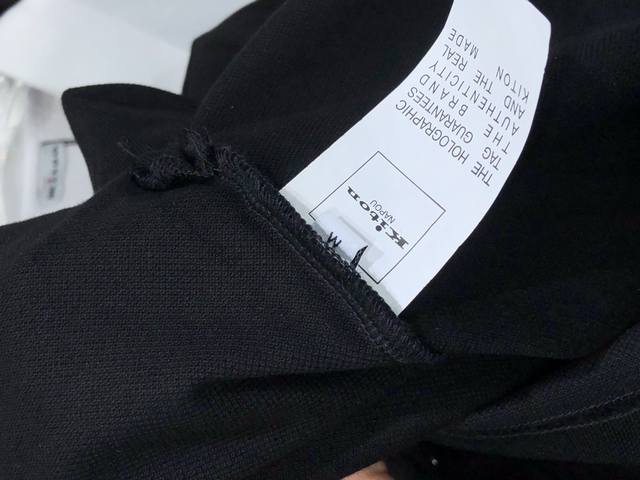 M
Kiton
NAPOLI
THE HOLOGRAPHIC
TAG GUARANTEES
THE BRAND
AUTHENTICITY
AND THE REAL
KITON MADE